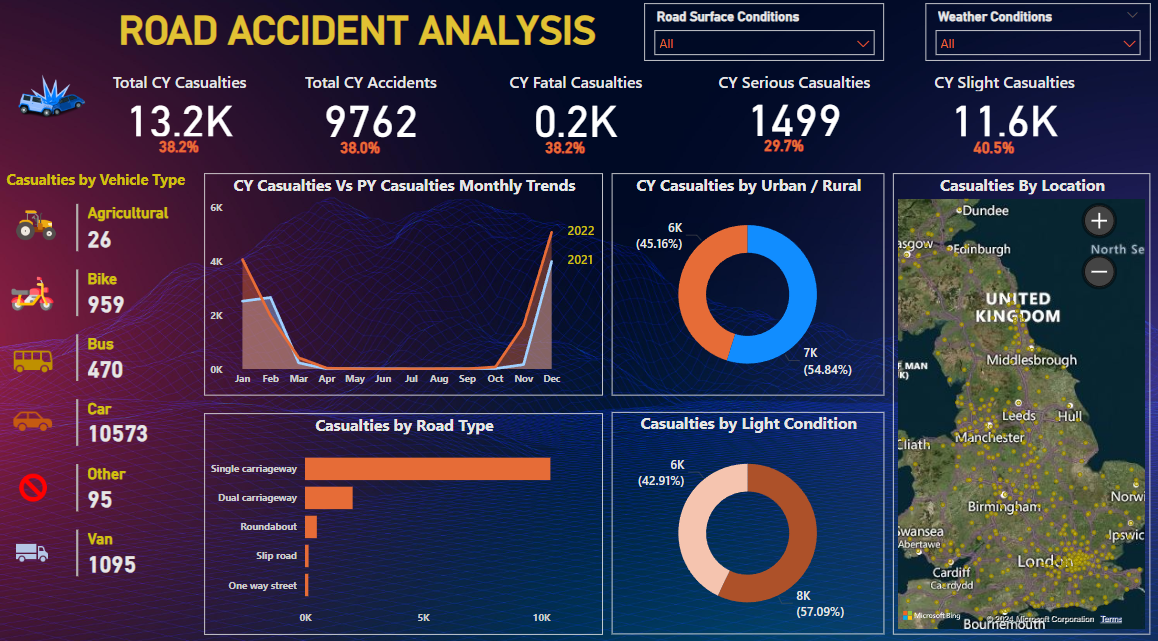 ROAD ACCIDENT ANALYSIS
Road Surface Conditions
All
Weather Conditions
All
Total CY Casualties
13.2K
38.2%
Total CY Accidents
9762
38.0%
CY Fatal Casualties
0.2K
38.2%
CY Serious Casualties
1499
29.7%
CY Slight Casualties
11.6K
40.5%
Casualties by Vehicle Type
Agricultural
26
Bike
959
Bus
470
Car
10573
Other
95
Van
1095
CY Casualties Vs PY Casualties Monthly Trends
6K
4K
2K
0K
2022
2021
Jan Feb Mar Apr May Jun Jul Aug Sep Oct Nov Dec
CY Casualties by Urban / Rural
6K
(45.16%)
7K
(54.84%)
Casualties by Road Type
Single carriageway
Dual carriageway
Roundabout
Slip road
One way street
0K 5K 10K
Casualties by Light Condition
6K
(42.91%)
8K
(57.09%)
Casualties By Location
Dundee
asgow
Edinburgh
North Se
UNITED
KINGDOM
F MAN
K)
Middlesbrough
Leeds
Hull
Manchester
Cliath
Norwi
Birmingham
Swansea
Abertawe
Ipswic
London
Cardiff
Caerdydd
Bournemouth
Microsoft Bing
© 2024 Microsoft Corporation Terms